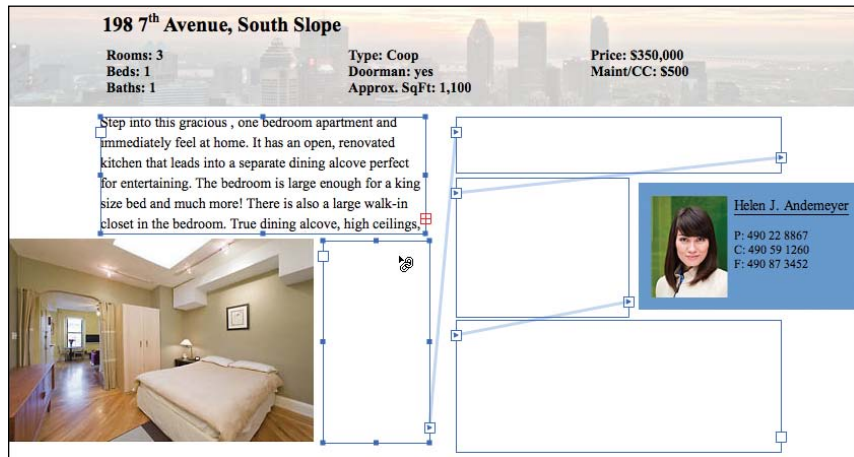 198 7th Avenue, South Slope
Rooms: 3
Beds: 1
Baths: 1
Type: Coop
Doorman: yes
Approx. SqFt: 1,100
Price: $350,000
Maint/CC: $500
Step into this gracious , one bedroom apartment and
immediately feel at home. It has an open, renovated
kitchen that leads into a separate dining alcove perfect
for entertaining. The bedroom is large enough for a king
size bed and much more! There is also a large walk-in
closet in the bedroom. True dining alcove, high ceilings,
Helen J. Andemeyer
P: 490 22 8867
C: 490 59 1260
F: 490 87 3452